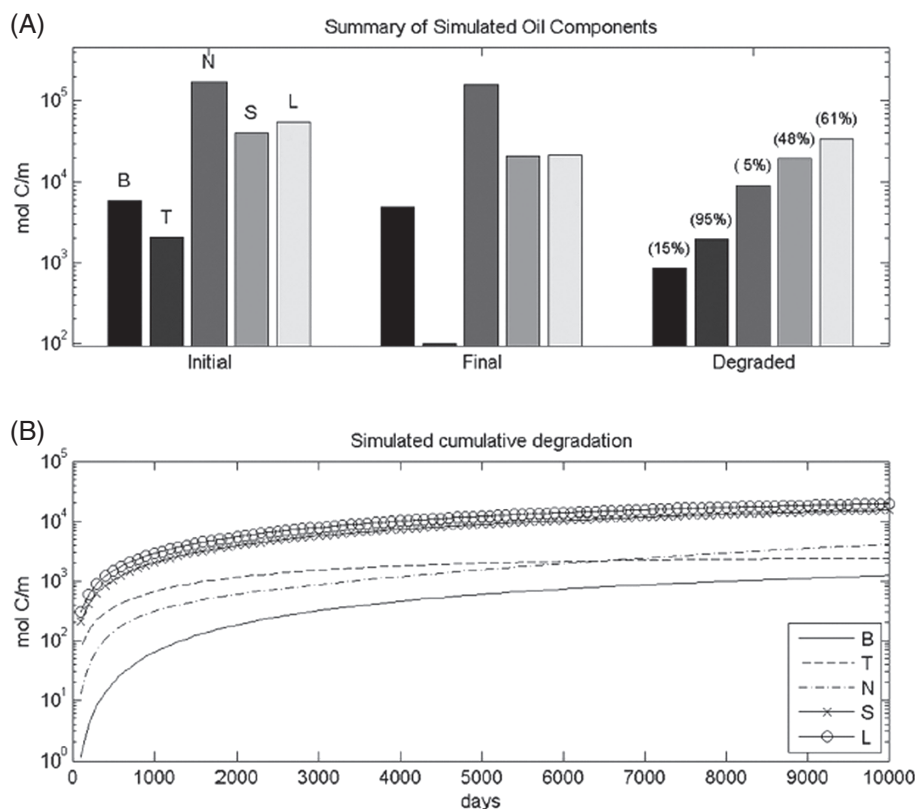 (A)
Summary of Simulated Oil Components
mol C/m
10^5
10^4
10^3
10^2
B
T
N
S
L
(15%)
(95%)
( 5%)
(48%)
(61%)
Initial
Final
Degraded
(B)
Simulated cumulative degradation
mol C/m
10^5
10^4
10^3
10^2
10^1
10^0
0
1000
2000
3000
4000
5000
6000
7000
8000
9000
10000
days
B
T
N
S
L